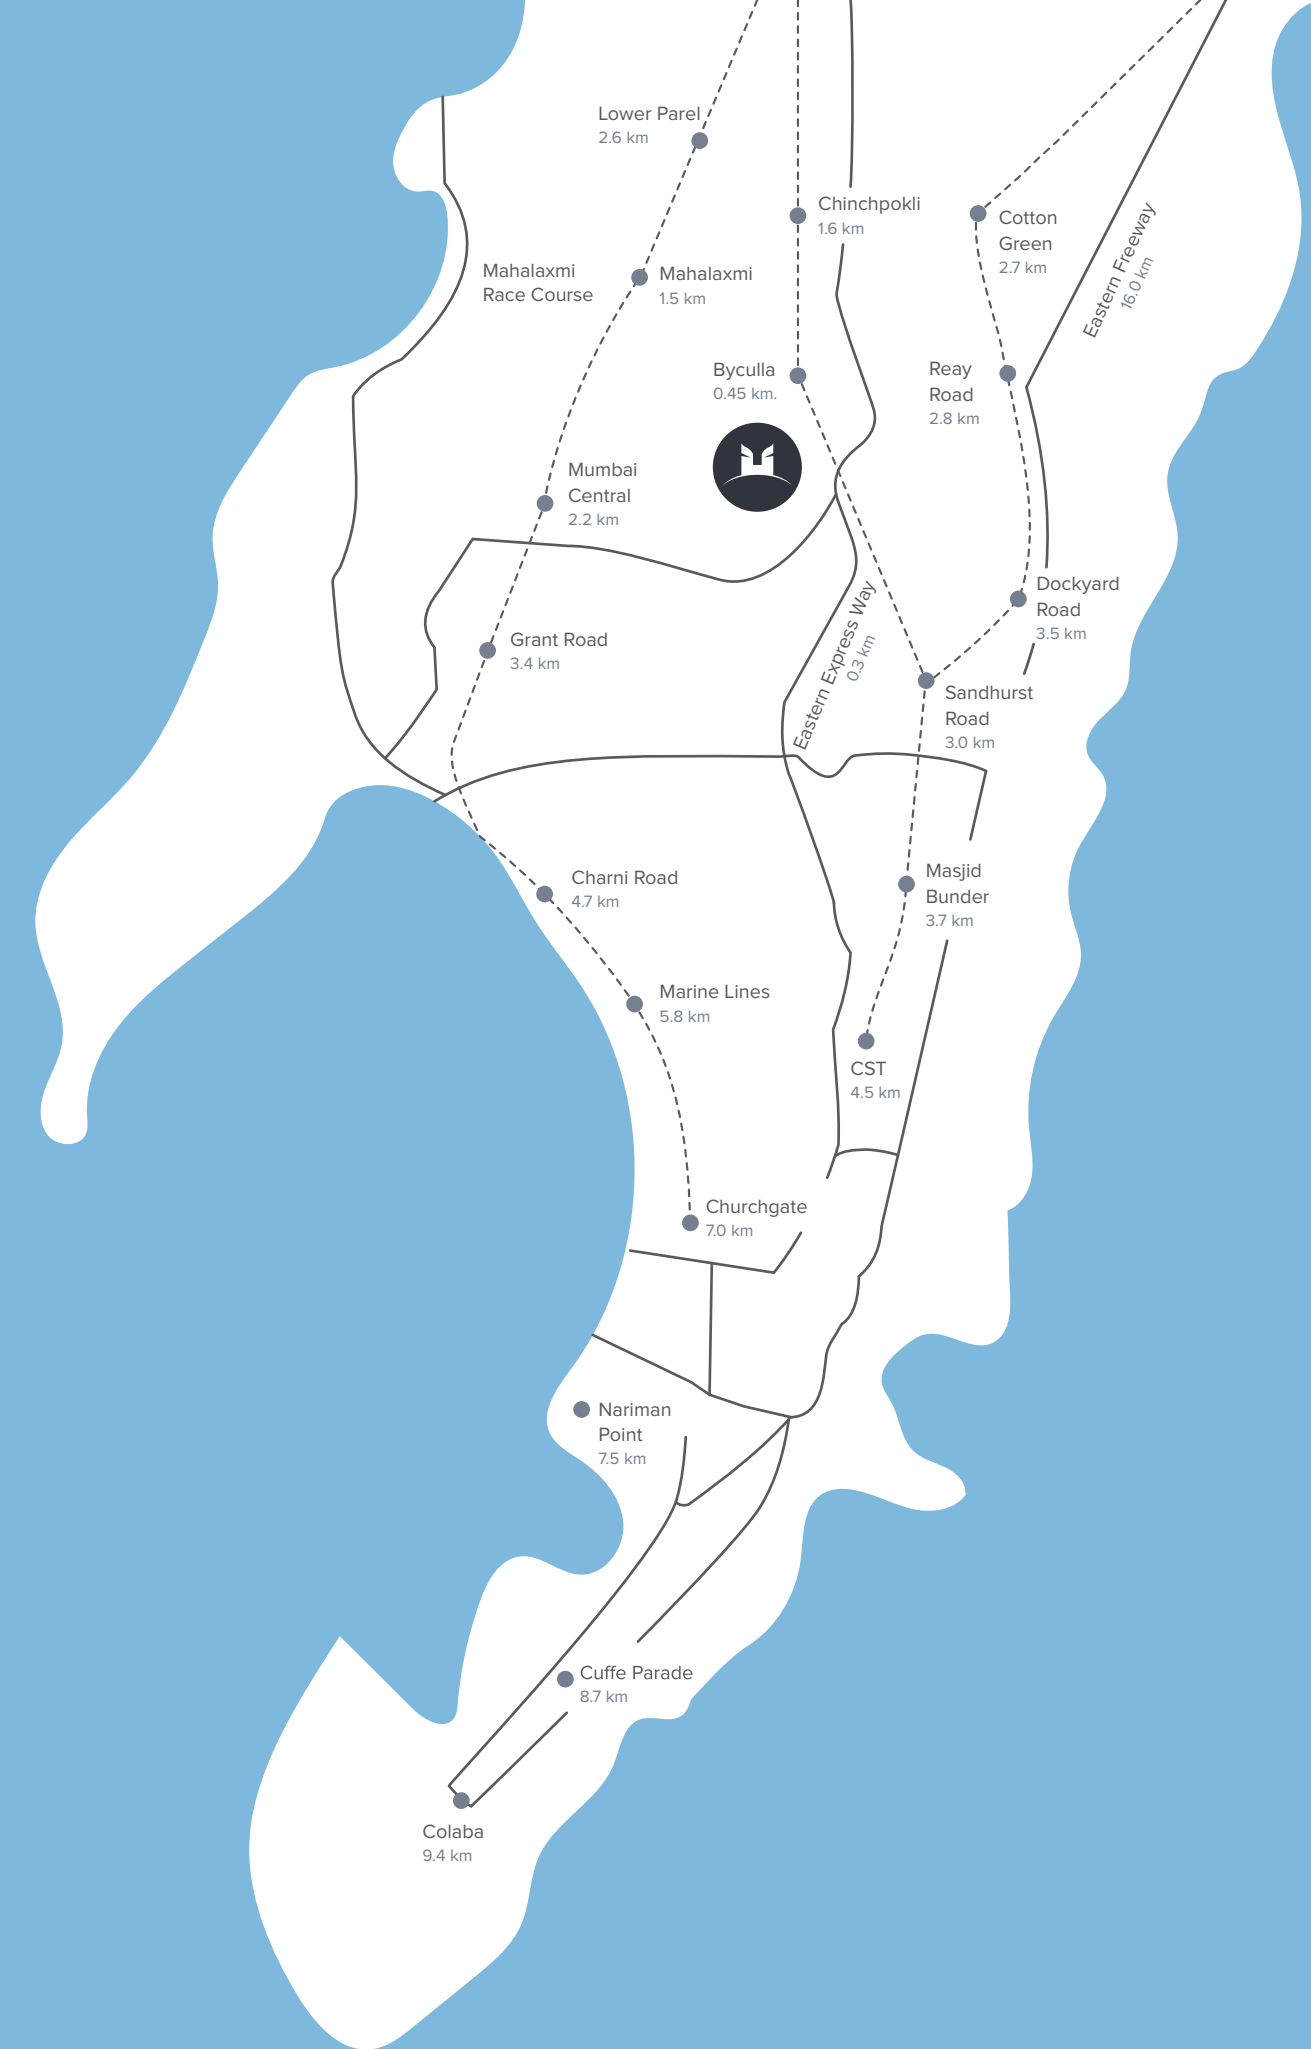 Lower Parel
2.6 km
Chinchpokli
1.6 km
Cotton
Green
2.7 km
Eastern Freeway
16.0 km
Mahalaxmi
Race Course
Mahalaxmi
1.5 km
Byculla
0.45 km.
Reay
Road
2.8 km
Mumbai
Central
2.2 km
Dockyard
Road
3.5 km
Grant Road
3.4 km
Eastern Express Way
0.3 km
Sandhurst
Road
3.0 km
Charni Road
4.7 km
Masjid
Bunder
3.7 km
Marine Lines
5.8 km
CST
4.5 km
Churchgate
7.0 km
Nariman
Point
7.5 km
Cuffe Parade
8.7 km
Colaba
9.4 km